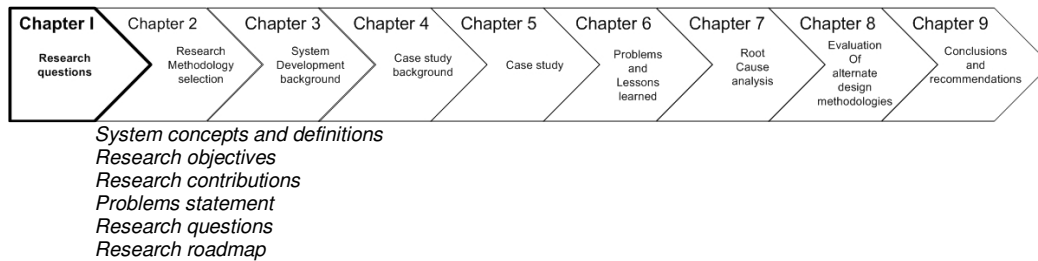 Chapter I
Research
questions
Chapter 2
Research
Methodology
selection
Chapter 3
System
Development
background
Chapter 4
Case study
background
Chapter 5
Case study
Chapter 6
Problems
and
Lessons
learned
Chapter 7
Root
Cause
analysis
Chapter 8
Evaluation
Of
alternate
design
methodologies
Chapter 9
Conclusions
and
recommendations
System concepts and definitions
Research objectives
Research contributions
Problems statement
Research questions
Research roadmap